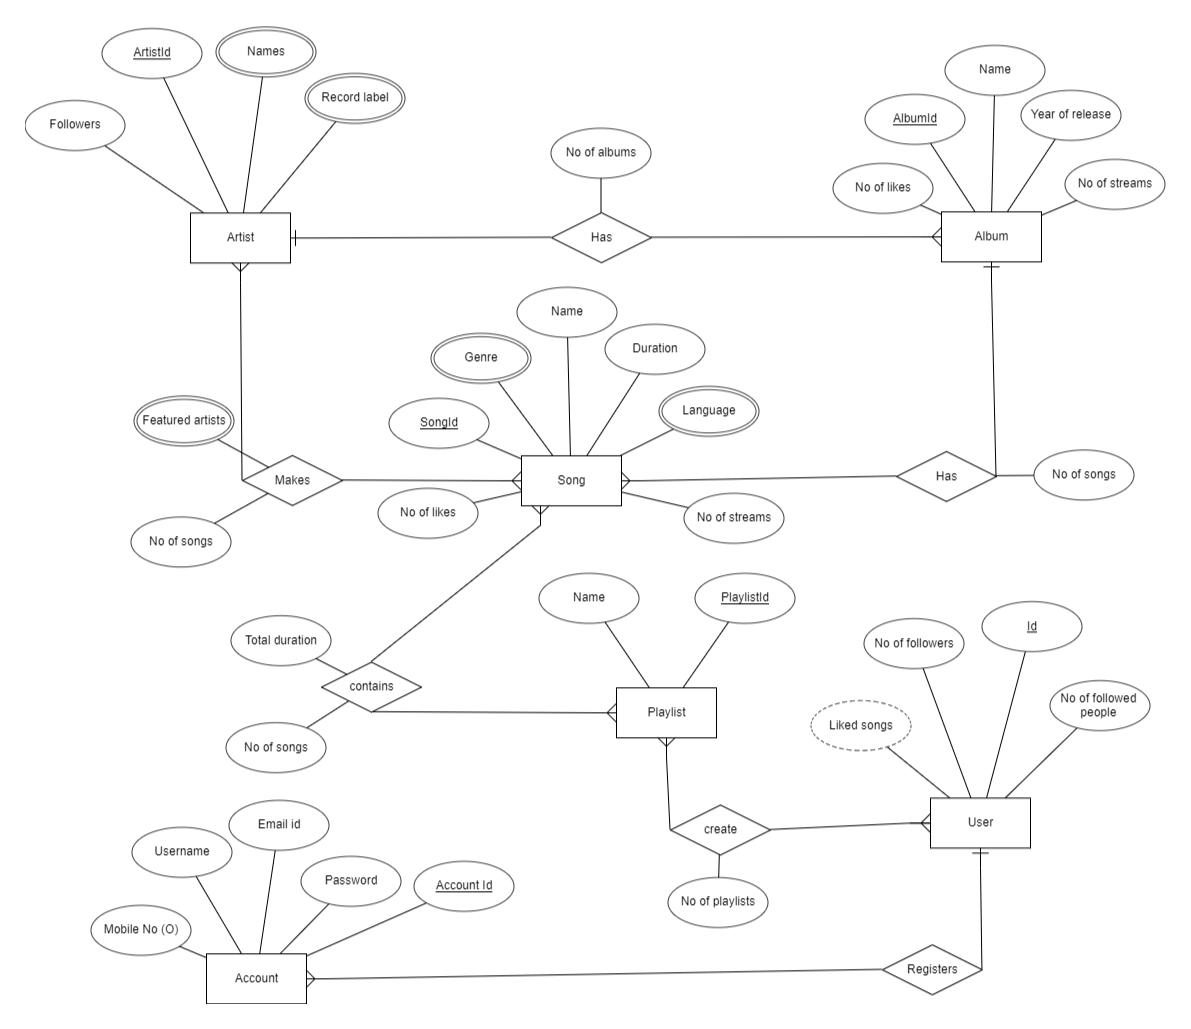 ArtistId
Names
Record label
Followers
Artist
No of albums
Has
Name
AlbumId
Year of release
No of likes
No of streams
Album
Name
Genre
Duration
Language
SongId
Featured artists
Makes
Song
Has
No of songs
No of likes
No of streams
No of songs
Name
PlaylistId
Total duration
contains
No of songs
Playlist
Id
No of followers
No of followed
people
Liked songs
User
create
No of playlists
Email id
Username
Password
Account Id
Mobile No (O)
Account
Registers